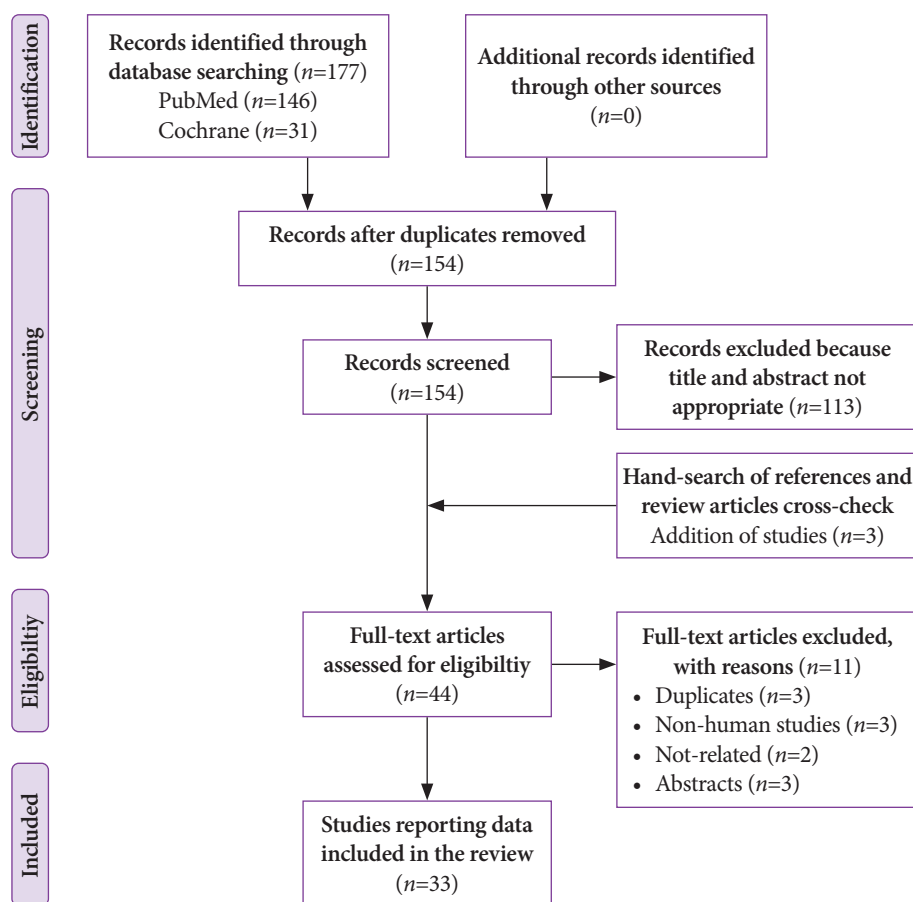 Identification
Records identified through
database searching (n=177)
PubMed (n=146)
Cochrane (n=31)
Additional records identified
through other sources
(n=0)
Screening
Records after duplicates removed
(n=154)
Records screened
(n=154)
Records excluded because
title and abstract not
appropriate (n=113)
Hand-search of references and
review articles cross-check
Addition of studies (n=3)
Eligibiltiy
Full-text articles
assessed for eligibiltiy
(n=44)
Full-text articles excluded,
with reasons (n=11)
• Duplicates (n=3)
• Non-human studies (n=3)
• Not-related (n=2)
• Abstracts (n=3)
Included
Studies reporting data
included in the review
(n=33)